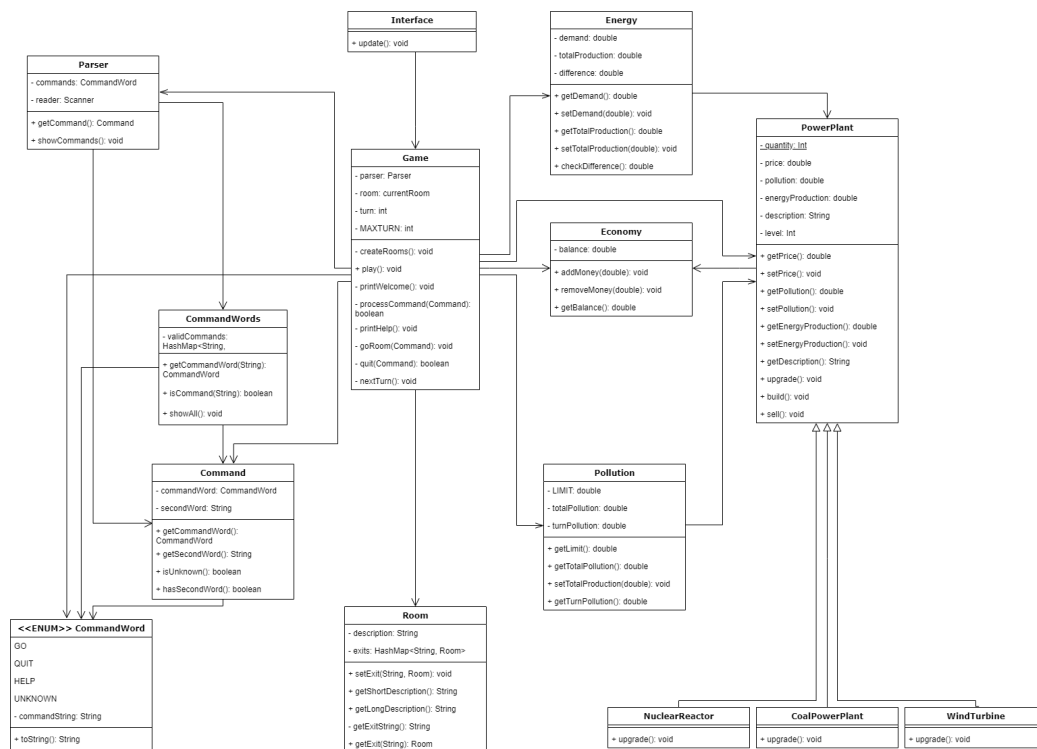 Interface
+ update(): void
Energy
- demand: double
- totalProduction: double
- difference: double
+ getDemand(): double
+ setDemand(double): void
+ getTotalProduction(): double
+ setTotalProduction(double): void
+ checkDifference(): double
Parser
- commands: CommandWord
- reader: Scanner
+ getCommand(): Command
+ showCommands(): void
PowerPlant
- quantity: Int
- price: double
- pollution: double
- energyProduction: double
- description: String
- level: Int
+ getPrice(): double
+ setPrice(): void
+ getPollution(): double
+ setPollution(): void
+ getEnergyProduction(): double
+ setEnergyProduction(): void
+ getDescription(): String
+ upgrade(): void
+ build(): void
+ sell(): void
Game
- parser: Parser
- room: currentRoom
- turn: int
- MAXTURN: int
- createRooms(): void
+ play(): void
- printWelcome(): void
- processCommand(Command):
boolean
- printHelp(): void
- goRoom(Command): void
- quit(Command): boolean
- nextTurn(): void
Economy
- balance: double
+ addMoney(double): void
+ removeMoney(double): void
+ getBalance(): double
CommandWords
- validCommands:
HashMap<String,
+ getCommandWord(String):
CommandWord
+ isCommand(String): boolean
+ showAll(): void
Command
- commandWord: CommandWord
- secondWord: String
+ getCommandWord():
CommandWord
+ getSecondWord(): String
+ isUnknown(): boolean
+ hasSecondWord(): boolean
Pollution
- LIMIT: double
- totalPollution: double
- turnPollution: double
+ getLimit(): double
+ getTotalPollution(): double
+ setTotalProduction(double): void
+ getTurnPollution(): double
<<ENUM>> CommandWord
GO
QUIT
HELP
UNKNOWN
- commandString: String
+ toString(): String
Room
- description: String
- exits: HashMap<String, Room>
+ setExit(String, Room): void
+ getShortDescription(): String
+ getLongDescription(): String
- getExitString(): String
+ getExit(String): Room
NuclearReactor
+ upgrade(): void
CoalPowerPlant
+ upgrade(): void
WindTurbine
+ upgrade(): void